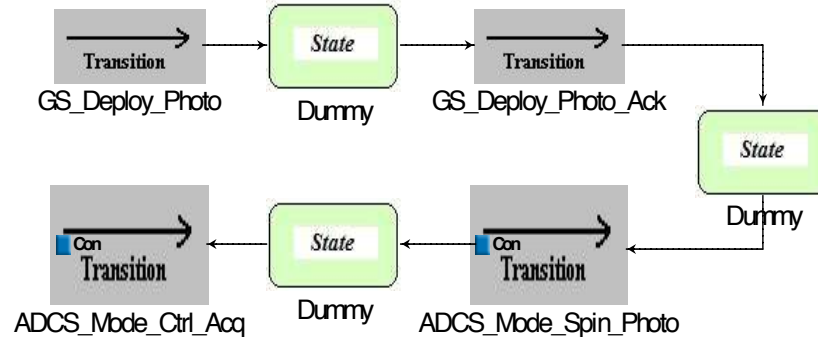 Transition
GS_Deploy_Photo
State
Dummy
Transition
GS_Deploy_Photo_Ack
State
Dummy
Con
Transition
ADCS_Mode_Spin_Photo
State
Dummy
Con
Transition
ADCS_Mode_Ctrl_Acq